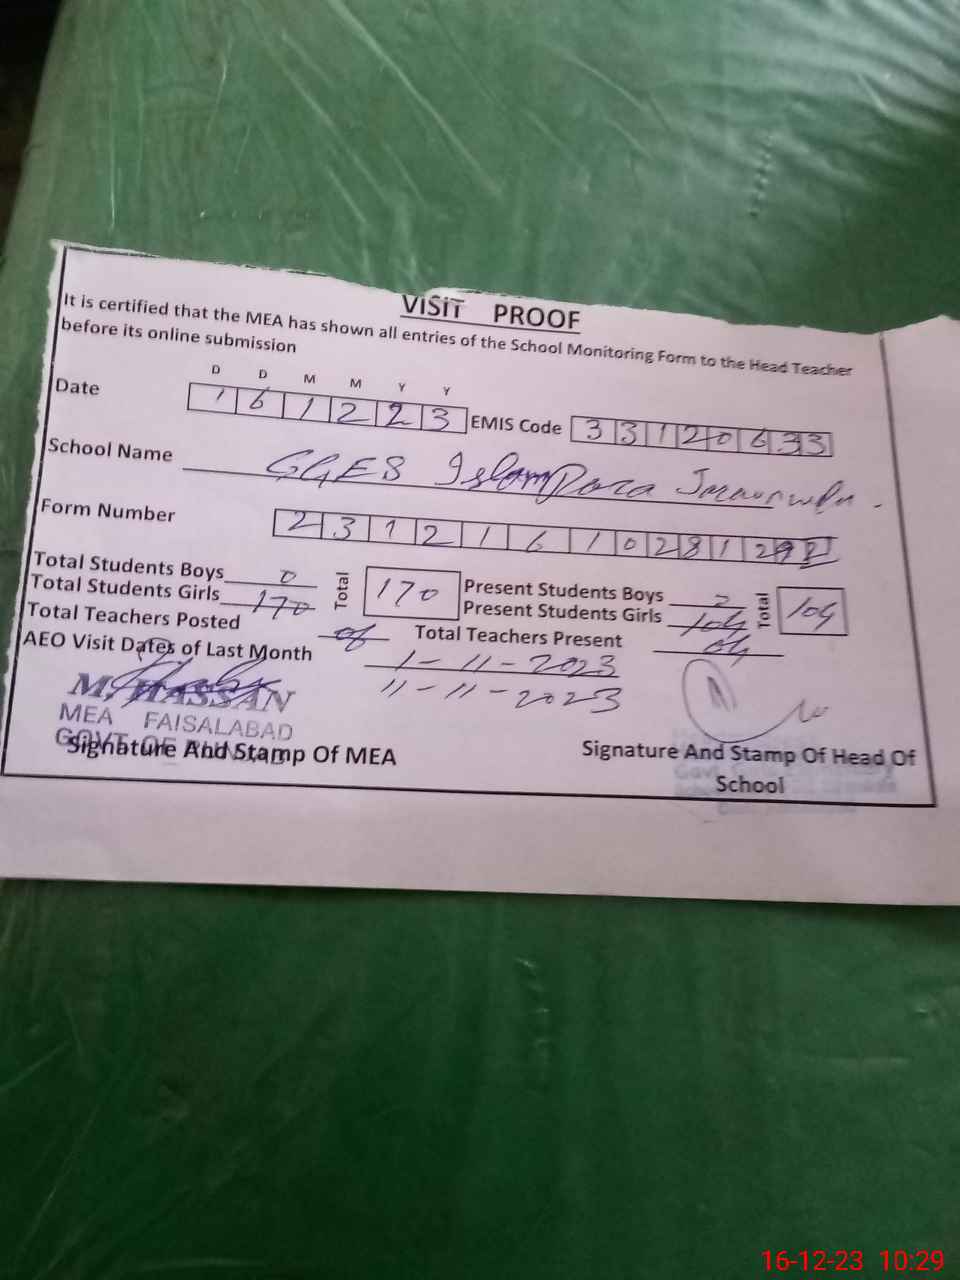 VISIT PROOF
It is certified that the MEA has shown all entries of the School Monitoring Form to the Head Teacher
before its online submission
D D M M Y Y
Date 1 6 1 2 2 3 EMIS Code 3 3 1 2 0 6 3 3
School Name GGES Islam Pora
Form Number 2 3 1 2 1 6 1 0 2 8 1 2
Total Students Boys 0 Total 170 Present Students Boys Total 104
Total Students Girls 170 Present Students Girls 104
Total Teachers Posted Total Teachers Present 04
AEO Visit Dates of Last Month 1-11-2023
11-11-2023
M. HASSAN
MEA FAISALABAD
GOVT OF PUNJAB
Signature And Stamp Of MEA
Signature And Stamp Of Head Of
School
16-12-23 10:29